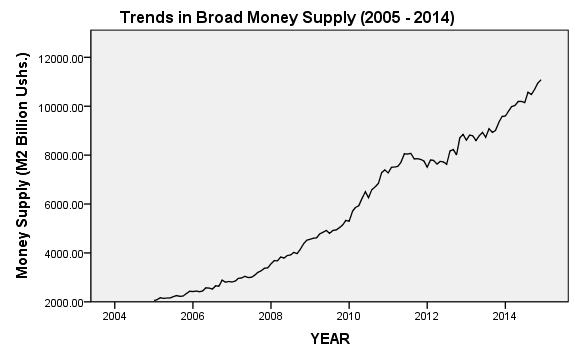 Trends in Broad Money Supply (2005 - 2014)
Money Supply (M2 Billion Ushs.)
12000.00
10000.00
8000.00
6000.00
4000.00
2000.00
2004 2006 2008 2010 2012 2014
YEAR